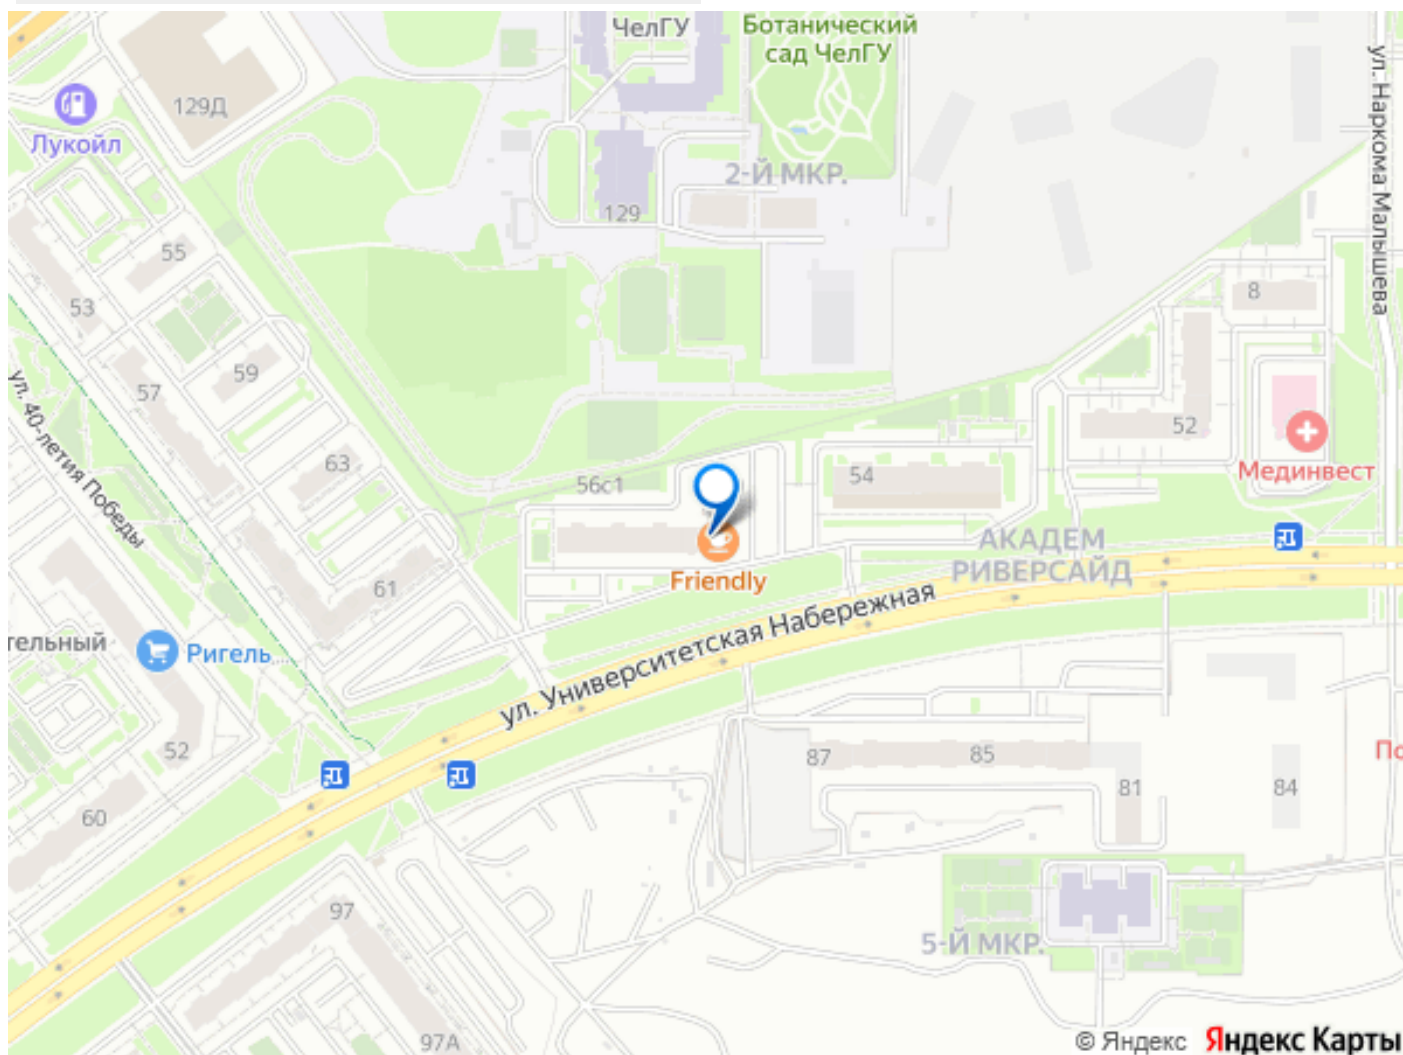 ЧелГУ
Ботанический
сад ЧелГУ
129Д
Лукойл
ул. Наркома Малышева
2-Й МКР.
129
55
53
8
59
57
ул. 40-летия Победы
63
52
Мединвест
54
56с1
АКАДЕМ
РИВЕРСАЙД
Friendly
61
ул. Университетская Набережная
тельный
Ригель...
52
87
85
81
84
По
60
97
5-Й МКР.
97А
© Яндекс Яндекс Карты